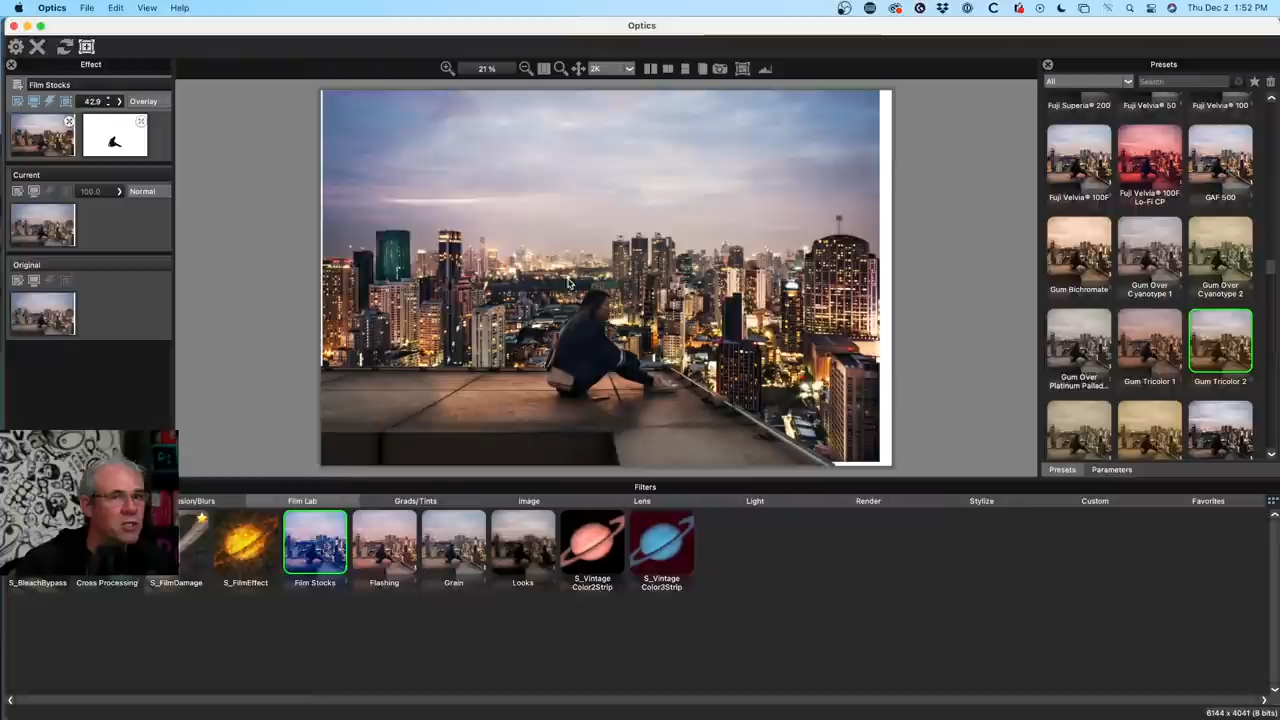 Optics File Edit View Window Help Thu Dec 2 1:52 PM
Optics
Effect
21 % 2K
Presets
Film Stocks
All Search
42.9 Overlay
Fuji Superia® 200 Fuji Velvia® 50 Fuji Velvia® 100
Current
100.0 Normal
Fuji Velvia® 100F Fuji Velvia® 100F Lo-Fi CP GAF 500
Original
Gum Bichromate Gum Over Cyanotype 1 Gum Over Cyanotype 2
Gum Over Platinum Pallad... Gum Tricolor 1 Gum Tricolor 2
Presets Parameters
Filters
sion/Blurs Film Lab Grads/Tints Image Lens Light Render Stylize Custom Favorites
S_BleachBypass Cross Processing S_FilmDamage S_FilmEffect Film Stocks Flashing Grain Looks S_Vintage Color2Strip S_Vintage Color3Strip
6144 x 4041 (8 bits)